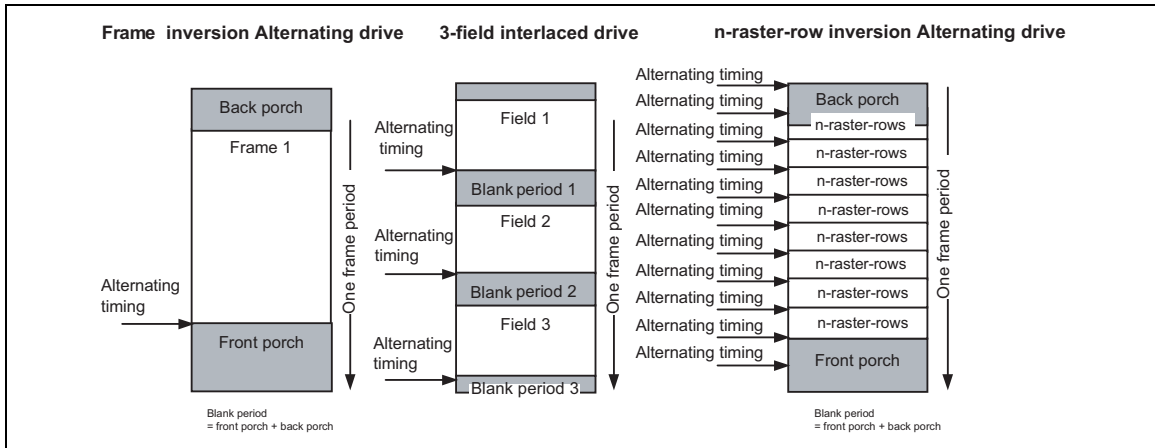 Frame inversion Alternating drive
Back porch
Frame 1
Alternating
timing
Front porch
One frame period
Blank period
= front porch + back porch
3-field interlaced drive
Field 1
Alternating
timing
Blank period 1
Field 2
Alternating
timing
Blank period 2
Field 3
Alternating
timing
Blank period 3
One frame period
n-raster-row inversion Alternating drive
Alternating timing
Back porch
Alternating timing
n-raster-rows
Alternating timing
n-raster-rows
Alternating timing
n-raster-rows
Alternating timing
n-raster-rows
Alternating timing
n-raster-rows
Alternating timing
n-raster-rows
Alternating timing
n-raster-rows
Alternating timing
n-raster-rows
Alternating timing
Front porch
Alternating timing
One frame period
Blank period
= front porch + back porch